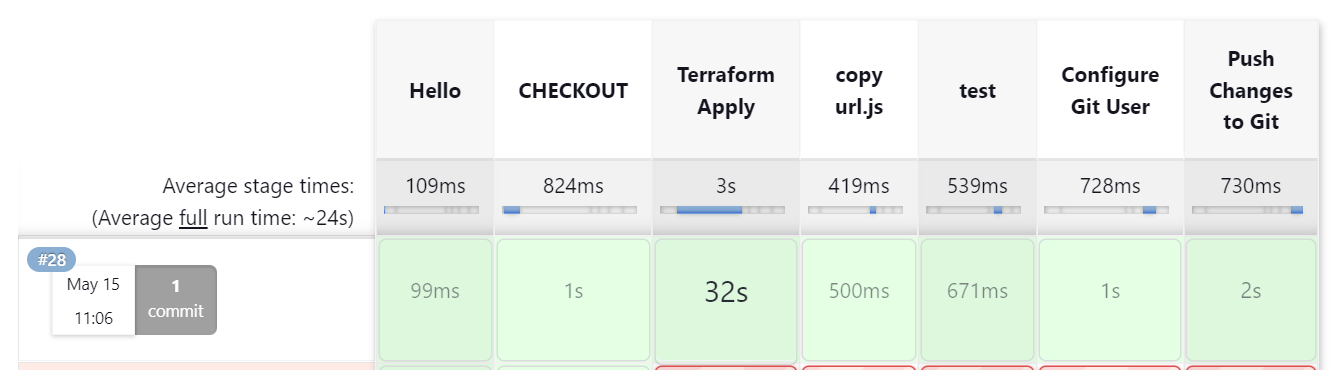 Hello
CHECKOUT
Terraform
Apply
copy
url.js
test
Configure
Git User
Push
Changes
to Git
Average stage times:
(Average full run time: ~24s)
109ms
824ms
3s
419ms
539ms
728ms
730ms
#28
May 15
11:06
1
commit
99ms
1s
32s
500ms
671ms
1s
2s